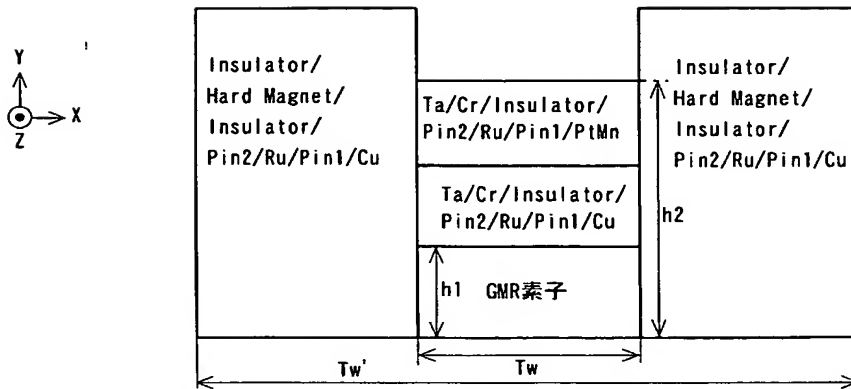 Y
X
Z
Insulator/
Hard Magnet/
Insulator/
Pin2/Ru/Pin1/Cu
Ta/Cr/Insulator/
Pin2/Ru/Pin1/PtMn
Ta/Cr/Insulator/
Pin2/Ru/Pin1/Cu
h1
GMR素子
Insulator/
Hard Magnet/
Insulator/
Pin2/Ru/Pin1/Cu
h2
Tw'
Tw